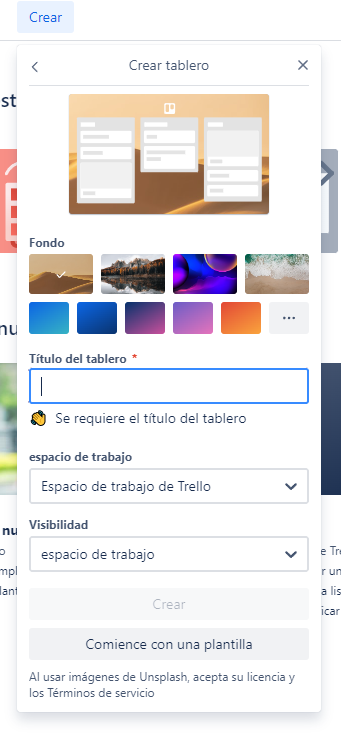 Crear
Crear tablero
Fondo
Título del tablero *
👏 Se requiere el título del tablero
espacio de trabajo
Espacio de trabajo de Trello
Visibilidad
espacio de trabajo
Crear
Comience con una plantilla
Al usar imágenes de Unsplash, acepta su licencia y
los Términos de servicio